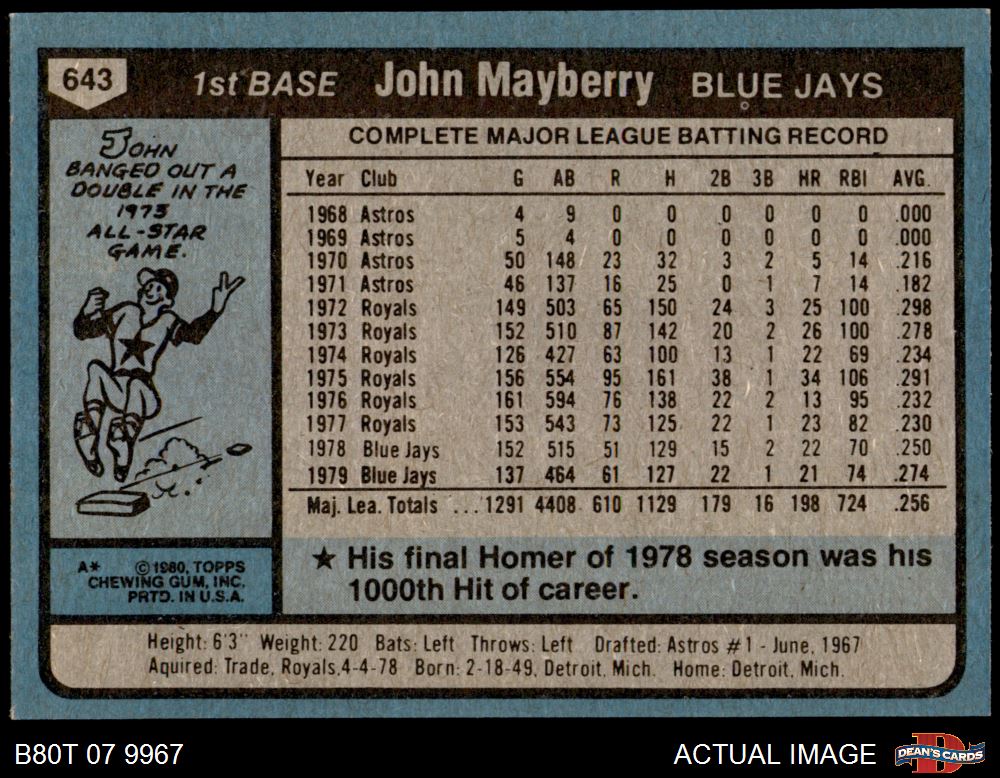 643 1st BASE John Mayberry BLUE JAYS
JOHN
BANGED OUT A
DOUBLE IN THE
1973
ALL-STAR
GAME.
A* © 1980, TOPPS
CHEWING GUM, INC.
PRTD. IN U.S.A.
COMPLETE MAJOR LEAGUE BATTING RECORD
Year Club G AB R H 2B 3B HR RBI AVG.
1968 Astros 4 9 0 0 0 0 0 0 .000
1969 Astros 5 4 0 0 0 0 0 0 .000
1970 Astros 50 148 23 32 3 2 5 14 .216
1971 Astros 46 137 16 25 0 1 7 14 .182
1972 Royals 149 503 65 150 24 3 25 100 .298
1973 Royals 152 510 87 142 20 2 26 100 .278
1974 Royals 126 427 63 100 13 1 22 69 .234
1975 Royals 156 554 95 161 38 1 34 106 .291
1976 Royals 161 594 76 138 22 2 13 95 .232
1977 Royals 153 543 73 125 22 1 23 82 .230
1978 Blue Jays 152 515 51 129 15 2 22 70 .250
1979 Blue Jays 137 464 61 127 22 1 21 74 .274
Maj. Lea. Totals ... 1291 4408 610 1129 179 16 198 724 .256
★ His final Homer of 1978 season was his
1000th Hit of career.
Height: 6'3" Weight: 220 Bats: Left Throws: Left Drafted: Astros #1 - June, 1967
Aquired: Trade, Royals, 4-4-78 Born: 2-18-49, Detroit, Mich. Home: Detroit, Mich.
B80T 07 9967 ACTUAL IMAGE DEAN'S CARDS